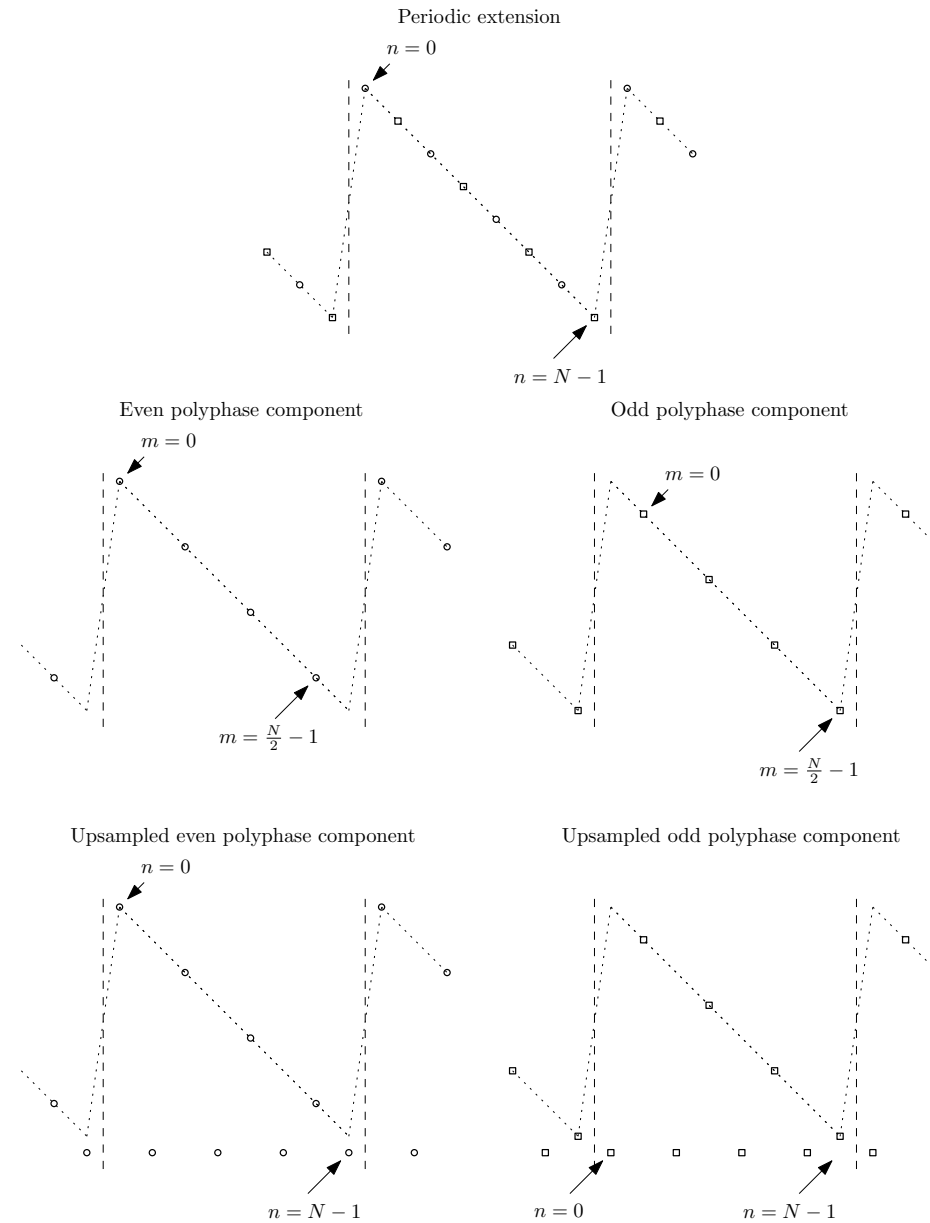 Periodic extension
n = 0
n = N − 1
Even polyphase component
Odd polyphase component
m = 0
m = 0
m = N/2 − 1
m = N/2 − 1
Upsampled even polyphase component
Upsampled odd polyphase component
n = 0
n = N − 1
n = 0
n = N − 1